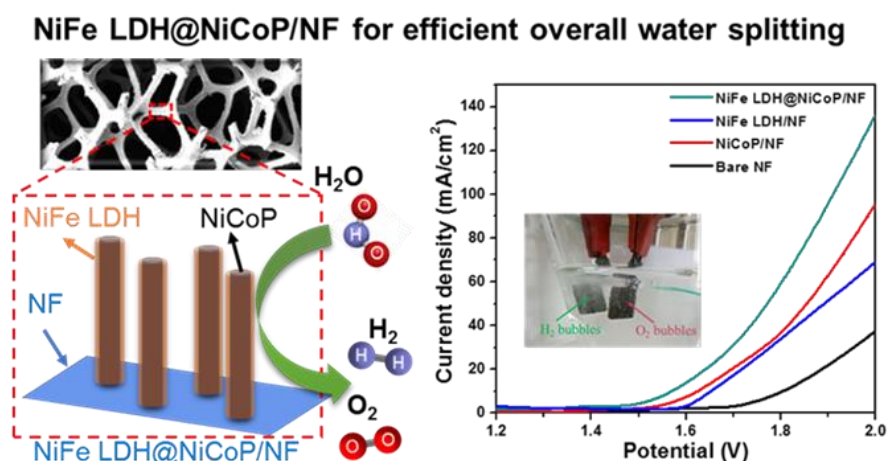 NiFe LDH@NiCoP/NF for efficient overall water splitting
NiFe LDH
NiCoP
NF
NiFe LDH@NiCoP/NF
H2O
O
H
O
H2
H H
O2
O O
Current density (mA/cm²)
140
120
100
80
60
40
20
0
NiFe LDH@NiCoP/NF
NiFe LDH/NF
NiCoP/NF
Bare NF
H2 bubbles
O2 bubbles
1.2 1.4 1.6 1.8 2.0
Potential (V)